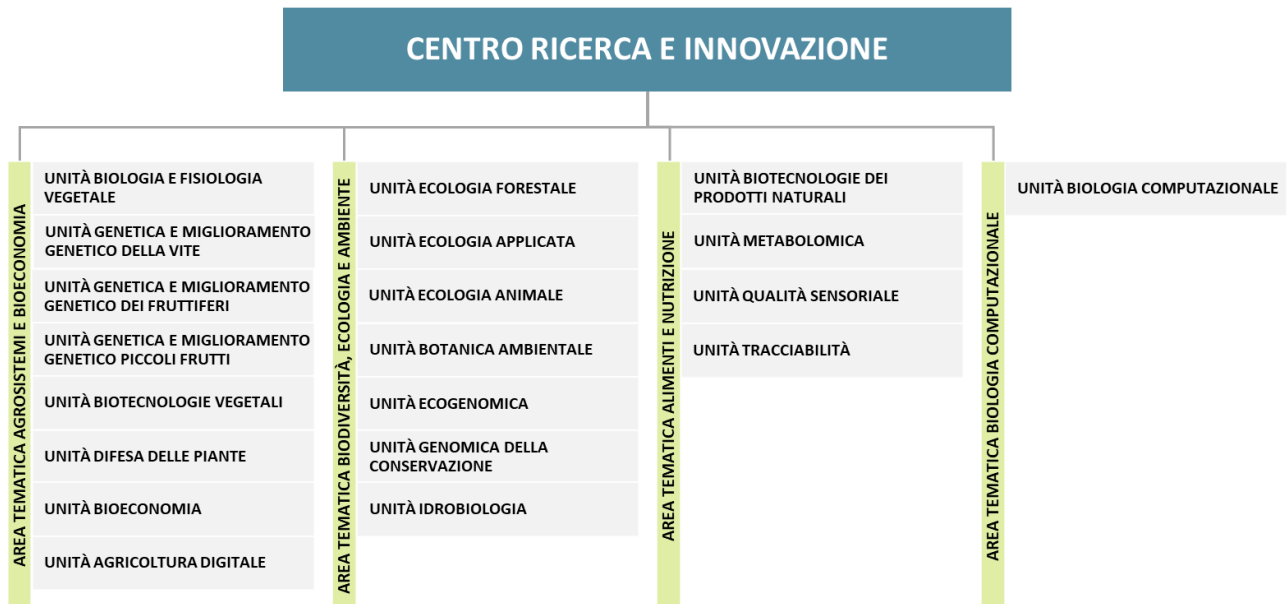 CENTRO RICERCA E INNOVAZIONE
AREA TEMATICA AGROSISTEMI E BIOECONOMIA
UNITÀ BIOLOGIA E FISIOLOGIA
VEGETALE
UNITÀ GENETICA E MIGLIORAMENTO
GENETICO DELLA VITE
UNITÀ GENETICA E MIGLIORAMENTO
GENETICO DEI FRUTTIFERI
UNITÀ GENETICA E MIGLIORAMENTO
GENETICO PICCOLI FRUTTI
UNITÀ BIOTECNOLOGIE VEGETALI
UNITÀ DIFESA DELLE PIANTE
UNITÀ BIOECONOMIA
UNITÀ AGRICOLTURA DIGITALE
AREA TEMATICA BIODIVERSITÀ, ECOLOGIA E AMBIENTE
UNITÀ ECOLOGIA FORESTALE
UNITÀ ECOLOGIA APPLICATA
UNITÀ ECOLOGIA ANIMALE
UNITÀ BOTANICA AMBIENTALE
UNITÀ ECOGENOMICA
UNITÀ GENOMICA DELLA
CONSERVAZIONE
UNITÀ IDROBIOLOGIA
AREA TEMATICA ALIMENTI E NUTRIZIONE
UNITÀ BIOTECNOLOGIE DEI
PRODOTTI NATURALI
UNITÀ METABOLOMICA
UNITÀ QUALITÀ SENSORIALE
UNITÀ TRACCIABILITÀ
AREA TEMATICA BIOLOGIA COMPUTAZIONALE
UNITÀ BIOLOGIA COMPUTAZIONALE